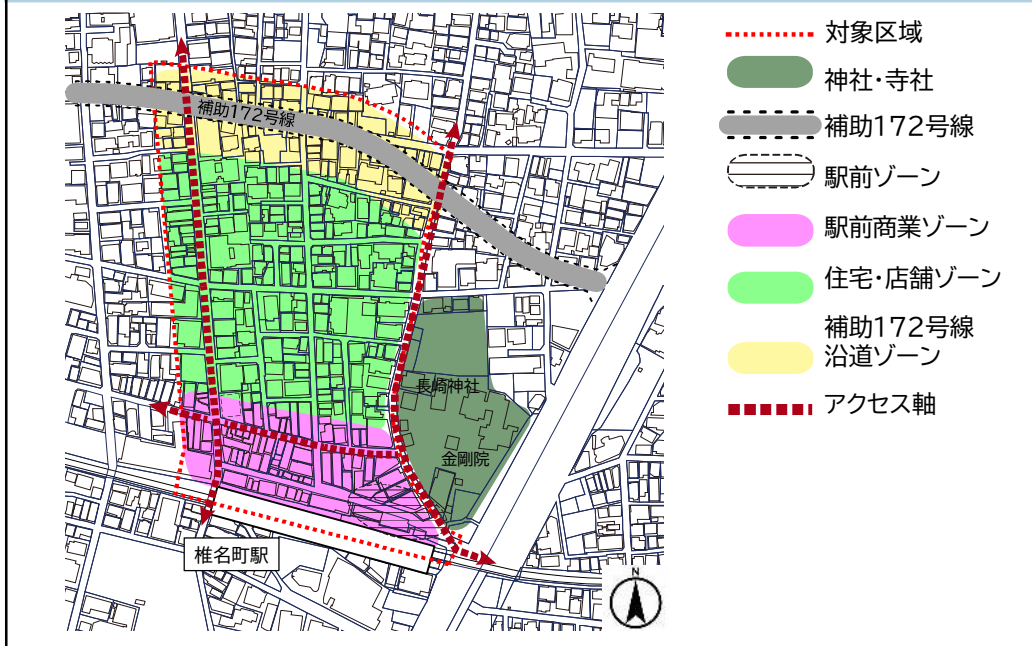 補助172号線
長崎神社
金剛院
椎名町駅
N
対象区域
神社・寺社
補助172号線
駅前ゾーン
駅前商業ゾーン
住宅・店舗ゾーン
補助172号線
沿道ゾーン
アクセス軸